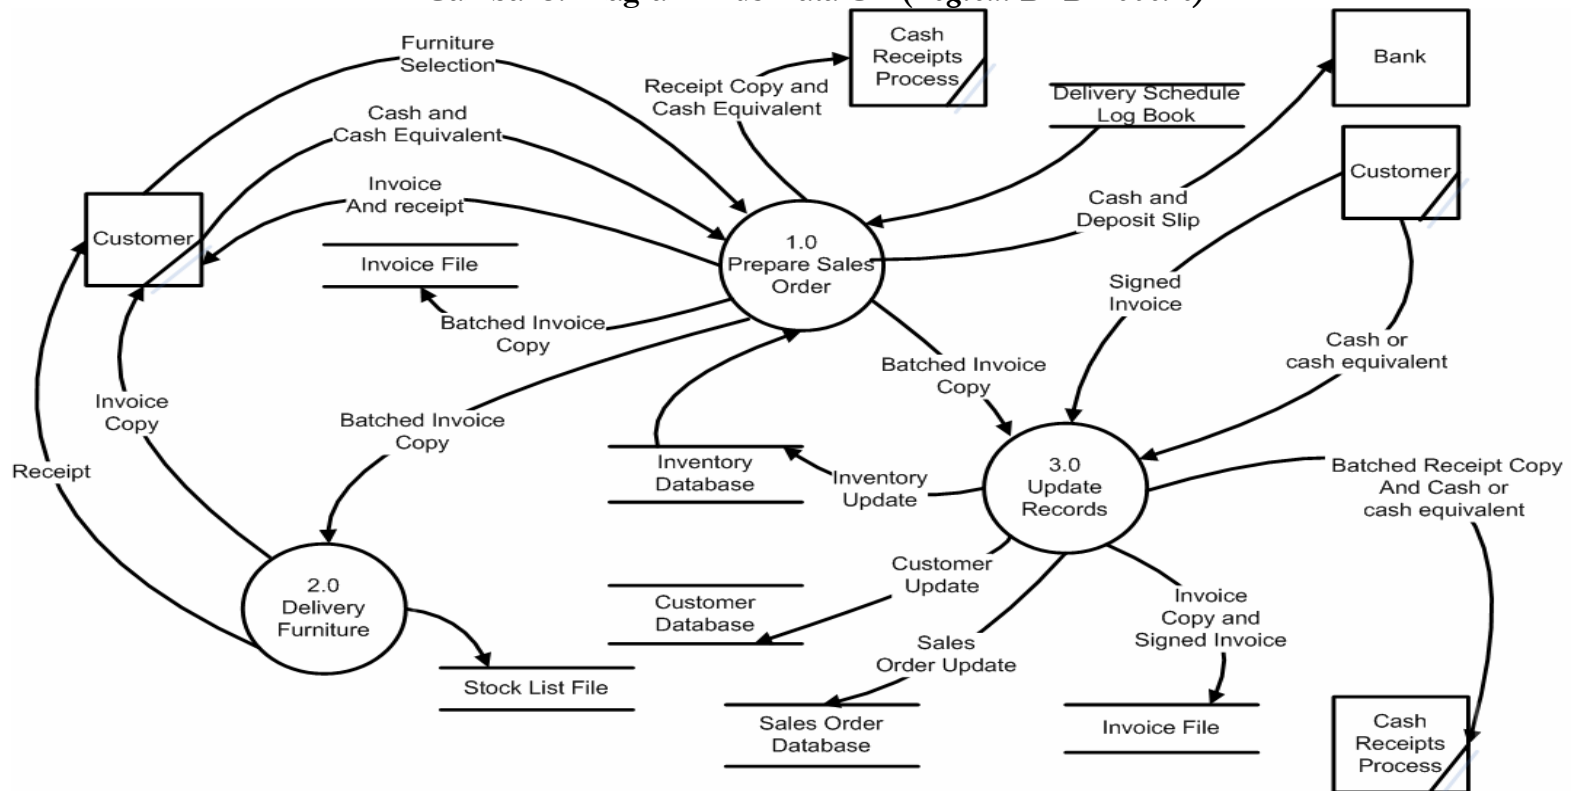 Furniture
Selection
Cash and
Cash Equivalent
Invoice
And receipt
Customer
Invoice File
Batched Invoice
Copy
Receipt Copy and
Cash Equivalent
Cash
Receipts
Process
Delivery Schedule
Log Book
Bank
Customer
Cash and
Deposit Slip
1.0
Prepare Sales
Order
Signed
Invoice
Cash or
cash equivalent
Batched Invoice
Copy
Batched Invoice
Copy
Invoice
Copy
Receipt
Inventory
Database
Inventory
Update
3.0
Update
Records
Batched Receipt Copy
And Cash or
cash equivalent
2.0
Delivery
Furniture
Stock List File
Customer
Update
Customer
Database
Sales
Order Update
Sales Order
Database
Invoice
Copy and
Signed Invoice
Invoice File
Cash
Receipts
Process